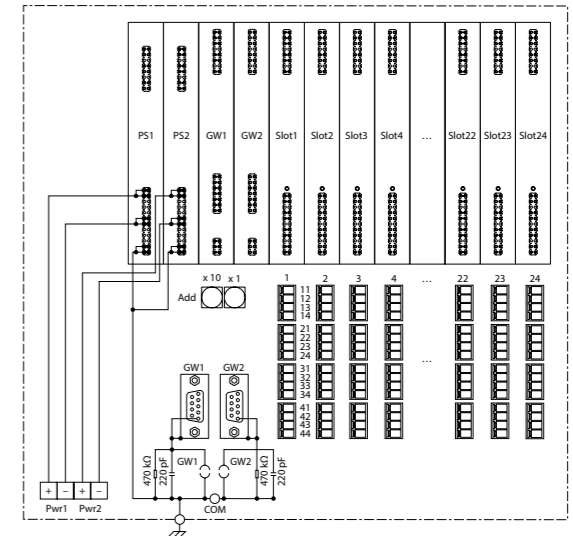 PS1 PS2 GW1 GW2 Slot1 Slot2 Slot3 Slot4 ... Slot22 Slot23 Slot24
x 10 x 1
Add
1 2 3 4 ... 22 23 24
11
12
13
14
21
22
23
24
...
31
32
33
34
41
42
43
44
GW1 GW2
470 kΩ
220 pF
GW1 GW2
470 kΩ
220 pF
COM
+ − + −
Pwr1 Pwr2